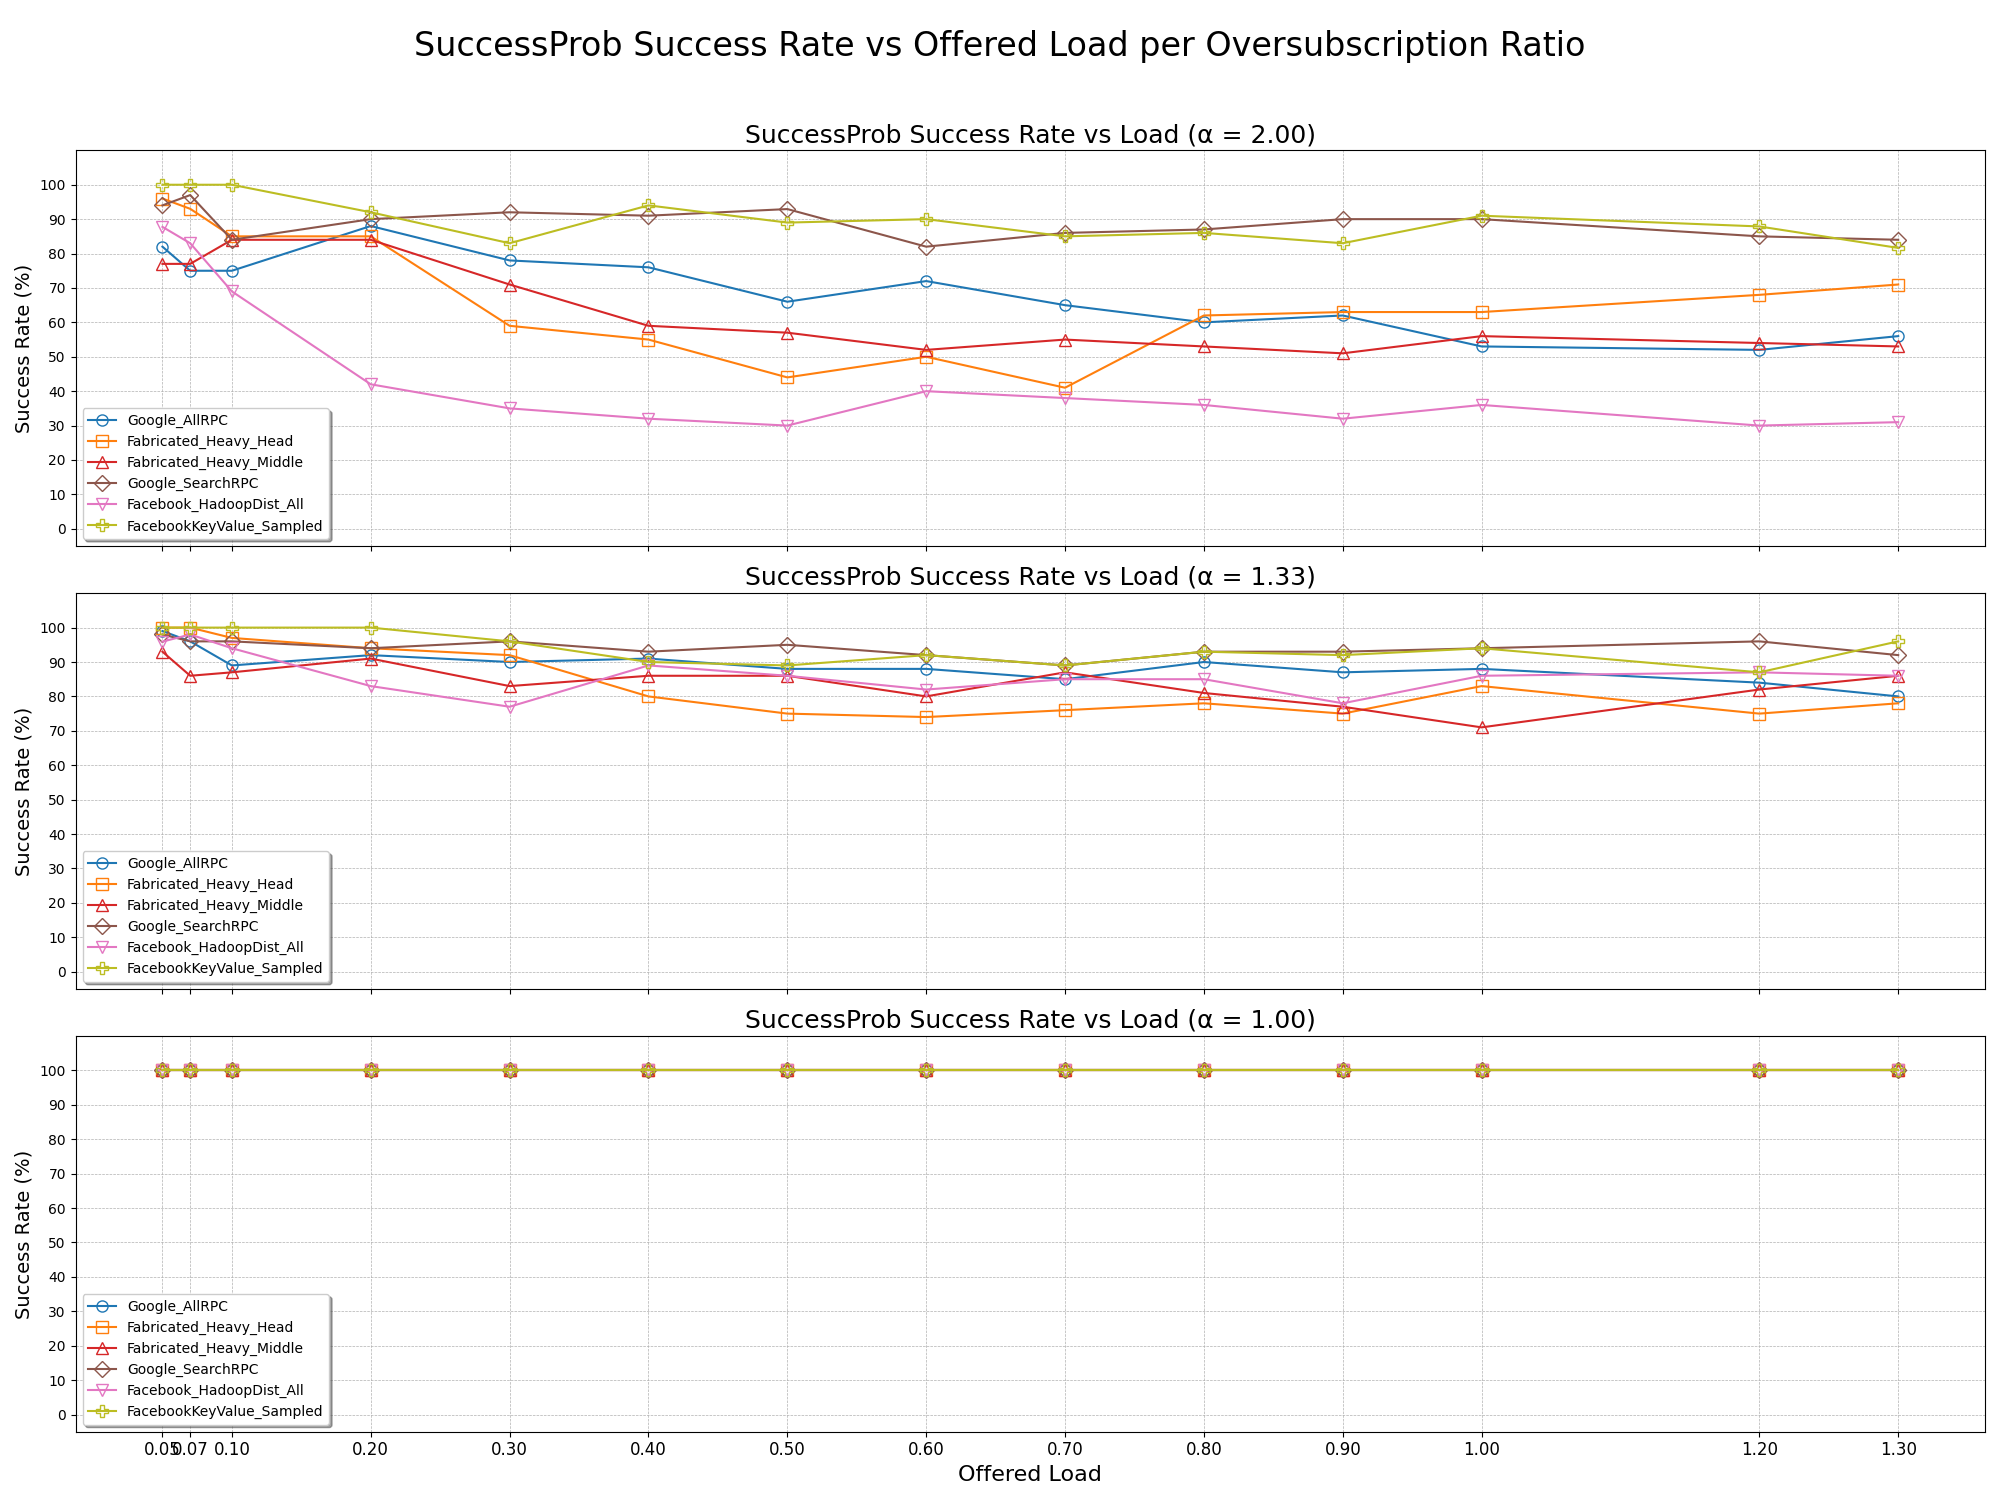 SuccessProb Success Rate vs Offered Load per Oversubscription Ratio
SuccessProb Success Rate vs Load (α = 2.00)
Success Rate (%)
100
90
80
70
60
50
40
30
20
10
0
Google_AllRPC
Fabricated_Heavy_Head
Fabricated_Heavy_Middle
Google_SearchRPC
Facebook_HadoopDist_All
FacebookKeyValue_Sampled
SuccessProb Success Rate vs Load (α = 1.33)
Success Rate (%)
100
90
80
70
60
50
40
30
20
10
0
Google_AllRPC
Fabricated_Heavy_Head
Fabricated_Heavy_Middle
Google_SearchRPC
Facebook_HadoopDist_All
FacebookKeyValue_Sampled
SuccessProb Success Rate vs Load (α = 1.00)
Success Rate (%)
100
90
80
70
60
50
40
30
20
10
0
Google_AllRPC
Fabricated_Heavy_Head
Fabricated_Heavy_Middle
Google_SearchRPC
Facebook_HadoopDist_All
FacebookKeyValue_Sampled
0.05 0.07 0.10 0.20 0.30 0.40 0.50 0.60 0.70 0.80 0.90 1.00 1.20 1.30
Offered Load